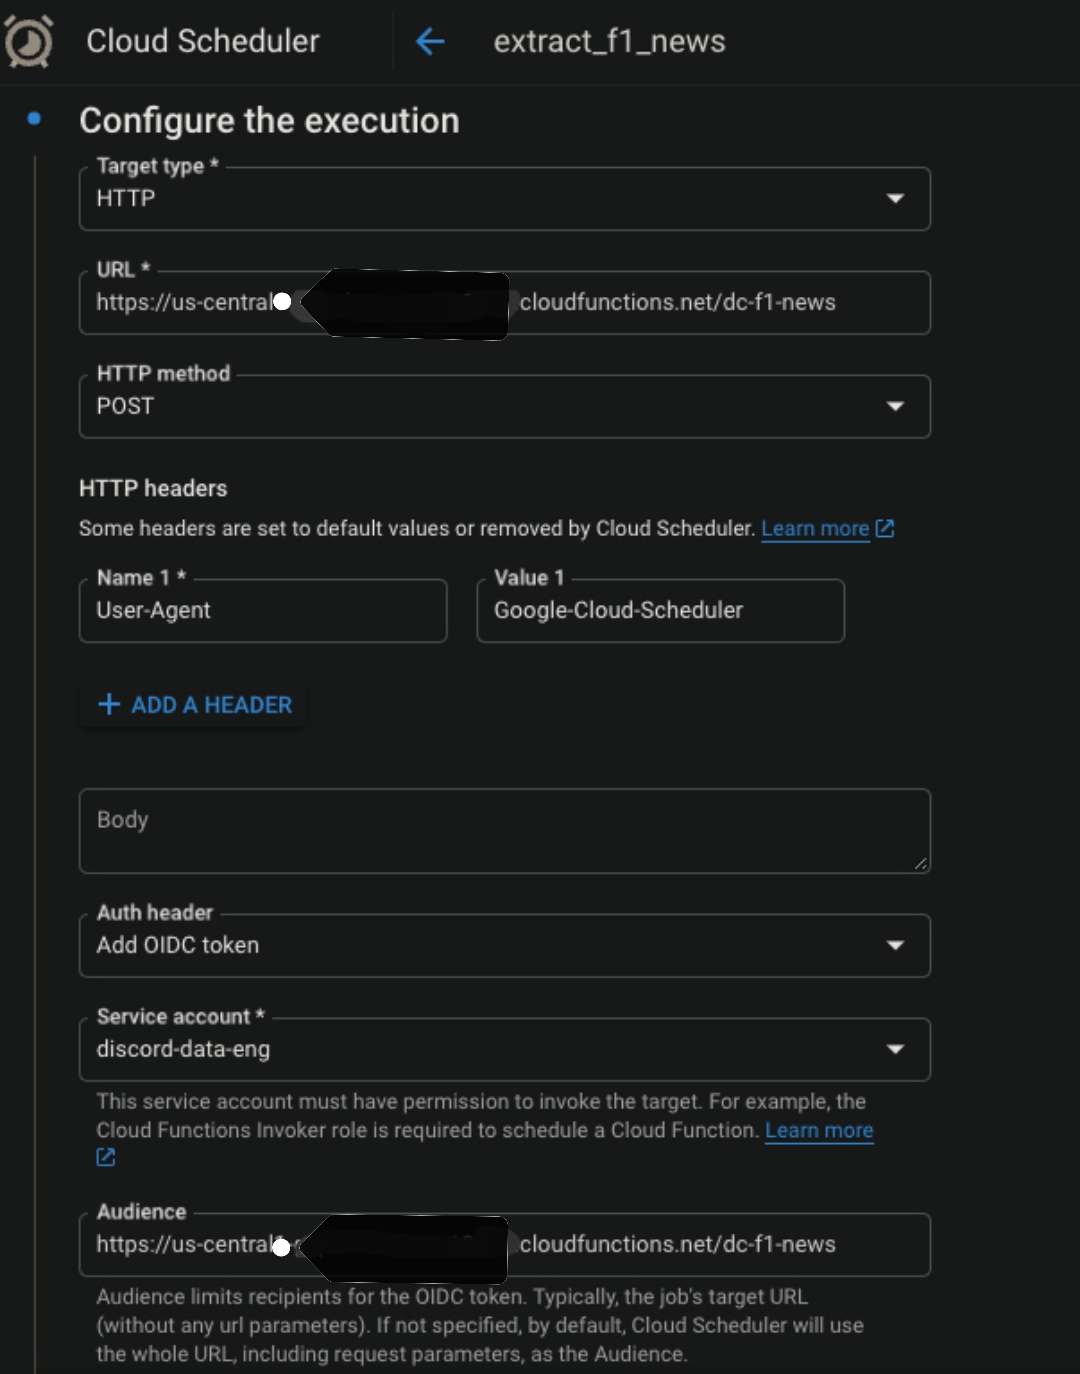 Cloud Scheduler
extract_f1_news
Configure the execution
Target type *
HTTP
URL *
https://us-central cloudfunctions.net/dc-f1-news
HTTP method
POST
HTTP headers
Some headers are set to default values or removed by Cloud Scheduler. Learn more
Name 1 *
Value 1
User-Agent
Google-Cloud-Scheduler
+ ADD A HEADER
Body
Auth header
Add OIDC token
Service account *
discord-data-eng
This service account must have permission to invoke the target. For example, the
Cloud Functions Invoker role is required to schedule a Cloud Function. Learn more
Audience
https://us-central cloudfunctions.net/dc-f1-news
Audience limits recipients for the OIDC token. Typically, the job's target URL
(without any url parameters). If not specified, by default, Cloud Scheduler will use
the whole URL, including request parameters, as the Audience.